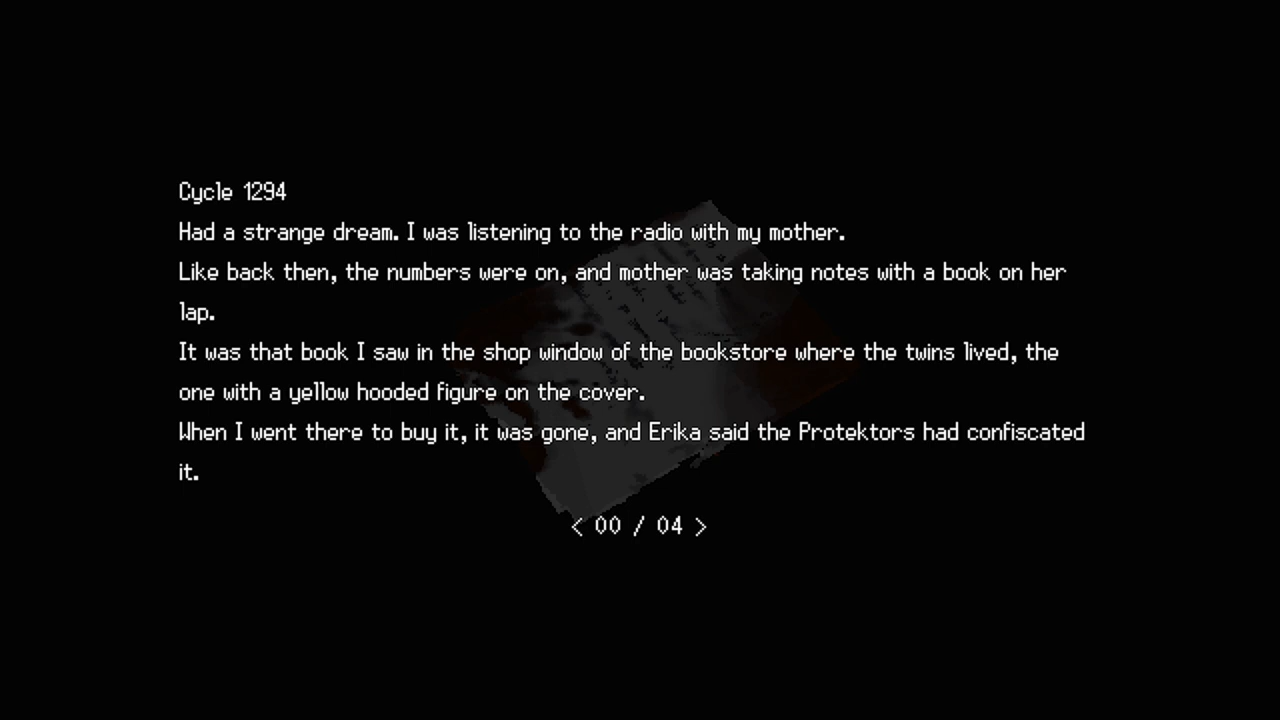 Cycle 1294
Had a strange dream. I was listening to the radio with my mother.
Like back then, the numbers were on, and mother was taking notes with a book on her
lap.
It was that book I saw in the shop window of the bookstore where the twins lived, the
one with a yellow hooded figure on the cover.
When I went there to buy it, it was gone, and Erika said the Protektors had confiscated
it.
< 00 / 04 >